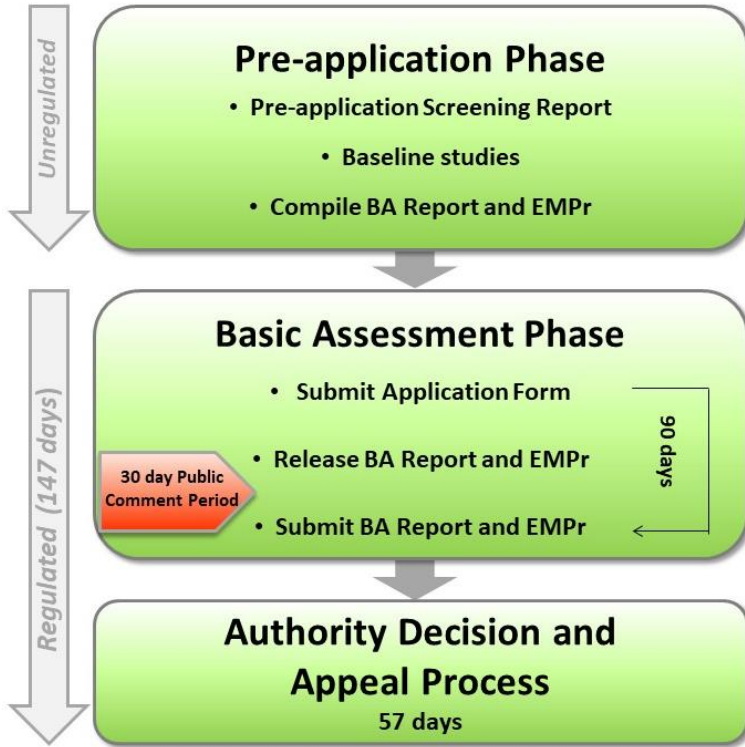 Unregulated
Pre-application Phase
• Pre-application Screening Report
• Baseline studies
• Compile BA Report and EMPr
Regulated (147 days)
Basic Assessment Phase
• Submit Application Form
90 days
• Release BA Report and EMPr
30 day Public
Comment Period
• Submit BA Report and EMPr
Authority Decision and
Appeal Process
57 days